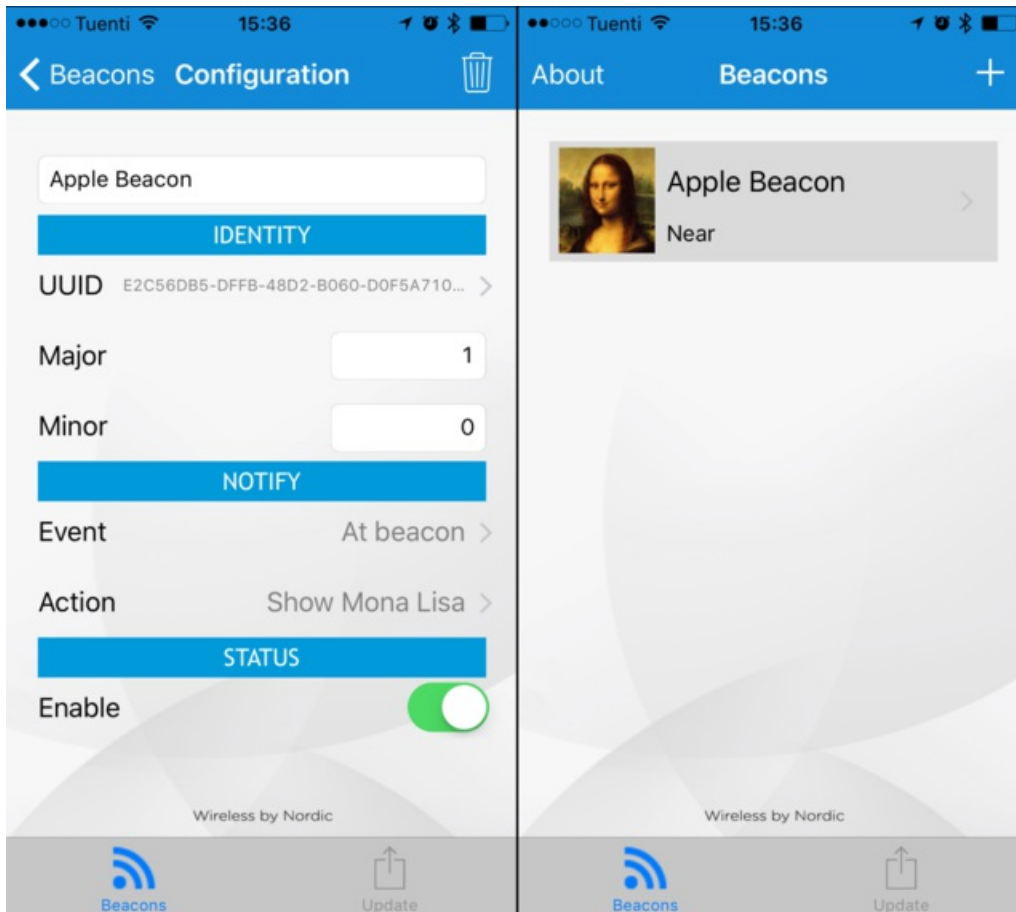 Tuenti 15:36
Beacons Configuration
Apple Beacon
IDENTITY
UUID E2C56DB5-DFFB-48D2-B060-D0F5A710...
Major 1
Minor 0
NOTIFY
Event At beacon
Action Show Mona Lisa
STATUS
Enable
Wireless by Nordic
Beacons Update
Tuenti 15:36
About Beacons +
Apple Beacon
Near
Wireless by Nordic
Beacons Update